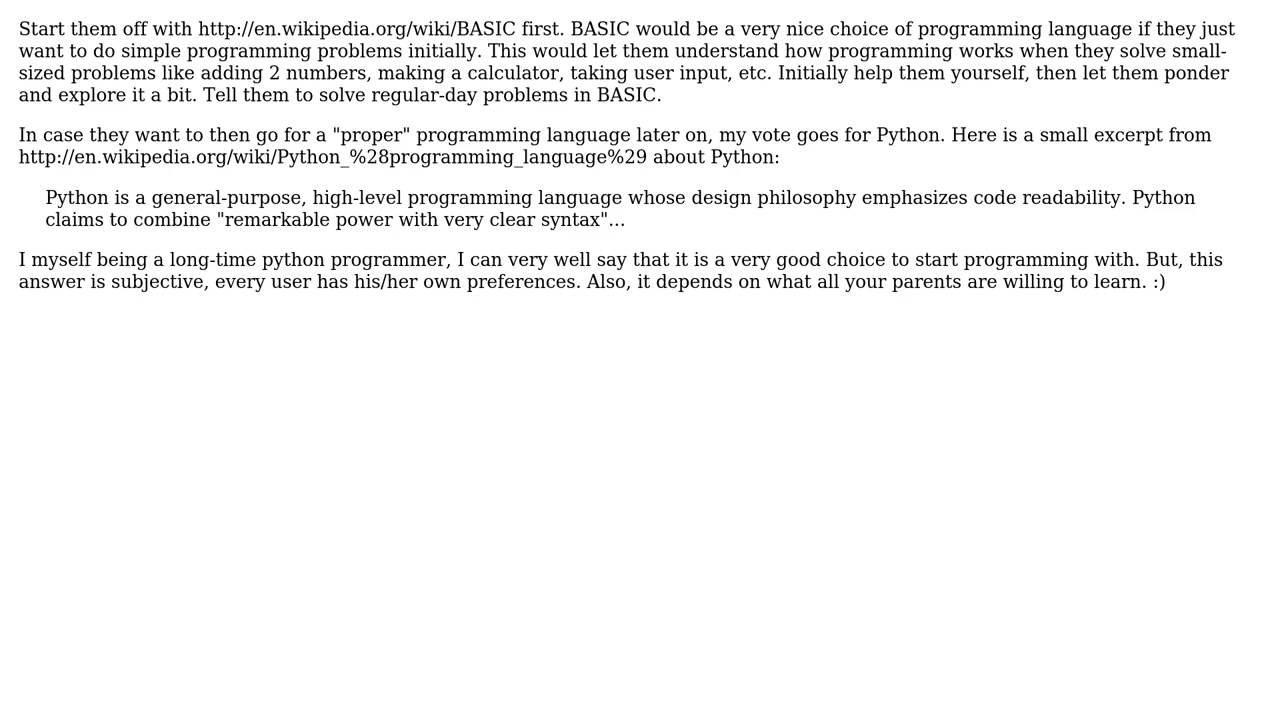 Start them off with http://en.wikipedia.org/wiki/BASIC first. BASIC would be a very nice choice of programming language if they just
want to do simple programming problems initially. This would let them understand how programming works when they solve small-
sized problems like adding 2 numbers, making a calculator, taking user input, etc. Initially help them yourself, then let them ponder
and explore it a bit. Tell them to solve regular-day problems in BASIC.
In case they want to then go for a "proper" programming language later on, my vote goes for Python. Here is a small excerpt from
http://en.wikipedia.org/wiki/Python_%28programming_language%29 about Python:
Python is a general-purpose, high-level programming language whose design philosophy emphasizes code readability. Python
claims to combine "remarkable power with very clear syntax"...
I myself being a long-time python programmer, I can very well say that it is a very good choice to start programming with. But, this
answer is subjective, every user has his/her own preferences. Also, it depends on what all your parents are willing to learn. :)